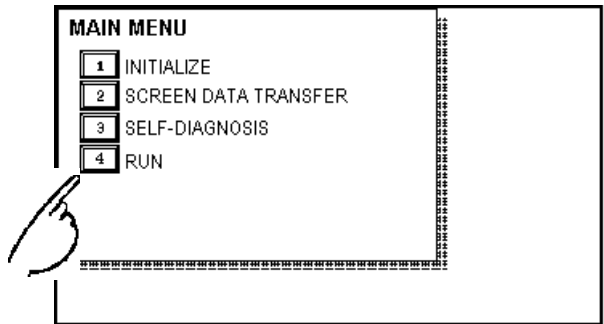 MAIN MENU
1 INITIALIZE
2 SCREEN DATA TRANSFER
3 SELF-DIAGNOSIS
4 RUN